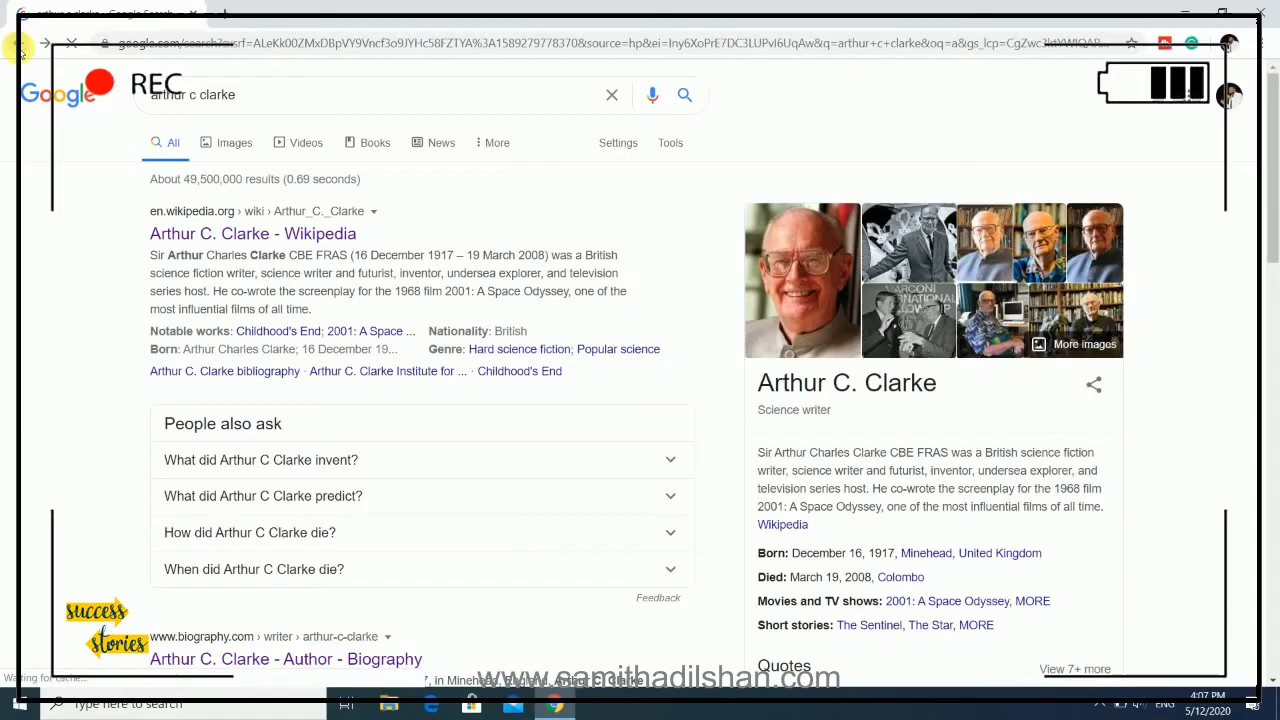 REC
Google
arthur c clarke
All
Images
Videos
Books
News
More
Settings
Tools
About 49,500,000 results (0.69 seconds)
en.wikipedia.org › wiki › Arthur_C._Clarke
Arthur C. Clarke - Wikipedia
Sir Arthur Charles Clarke CBE FRAS (16 December 1917 – 19 March 2008) was a British
science fiction writer, science writer and futurist, inventor, undersea explorer, and television
series host. He co-wrote the screenplay for the 1968 film 2001: A Space Odyssey, one of the
most influential films of all time.
Notable works: Childhood's End; 2001: A Space ... Nationality: British
Born: Arthur Charles Clarke; 16 December 19... Genre: Hard science fiction; Popular science
Arthur C. Clarke bibliography · Arthur C. Clarke Institute for ... · Childhood's End
People also ask
What did Arthur C Clarke invent?
What did Arthur C Clarke predict?
How did Arthur C Clarke die?
When did Arthur C Clarke die?
Feedback
www.biography.com › writer › arthur-c-clarke
Arthur C. Clarke - Author - Biography
MARCONI
More images
Arthur C. Clarke
Science writer
Sir Arthur Charles Clarke CBE FRAS was a British science fiction
writer, science writer and futurist, inventor, undersea explorer, and
television series host. He co-wrote the screenplay for the 1968 film
2001: A Space Odyssey, one of the most influential films of all time.
Wikipedia
Born: December 16, 1917, Minehead, United Kingdom
Died: March 19, 2008, Colombo
Movies and TV shows: 2001: A Space Odyssey, MORE
Short stories: The Sentinel, The Star, MORE
Quotes
View 7+ more
success
stories
Waiting for cache...
www.samithadilshan.com
Type here to search
ENG
4:07 PM
5/12/2020